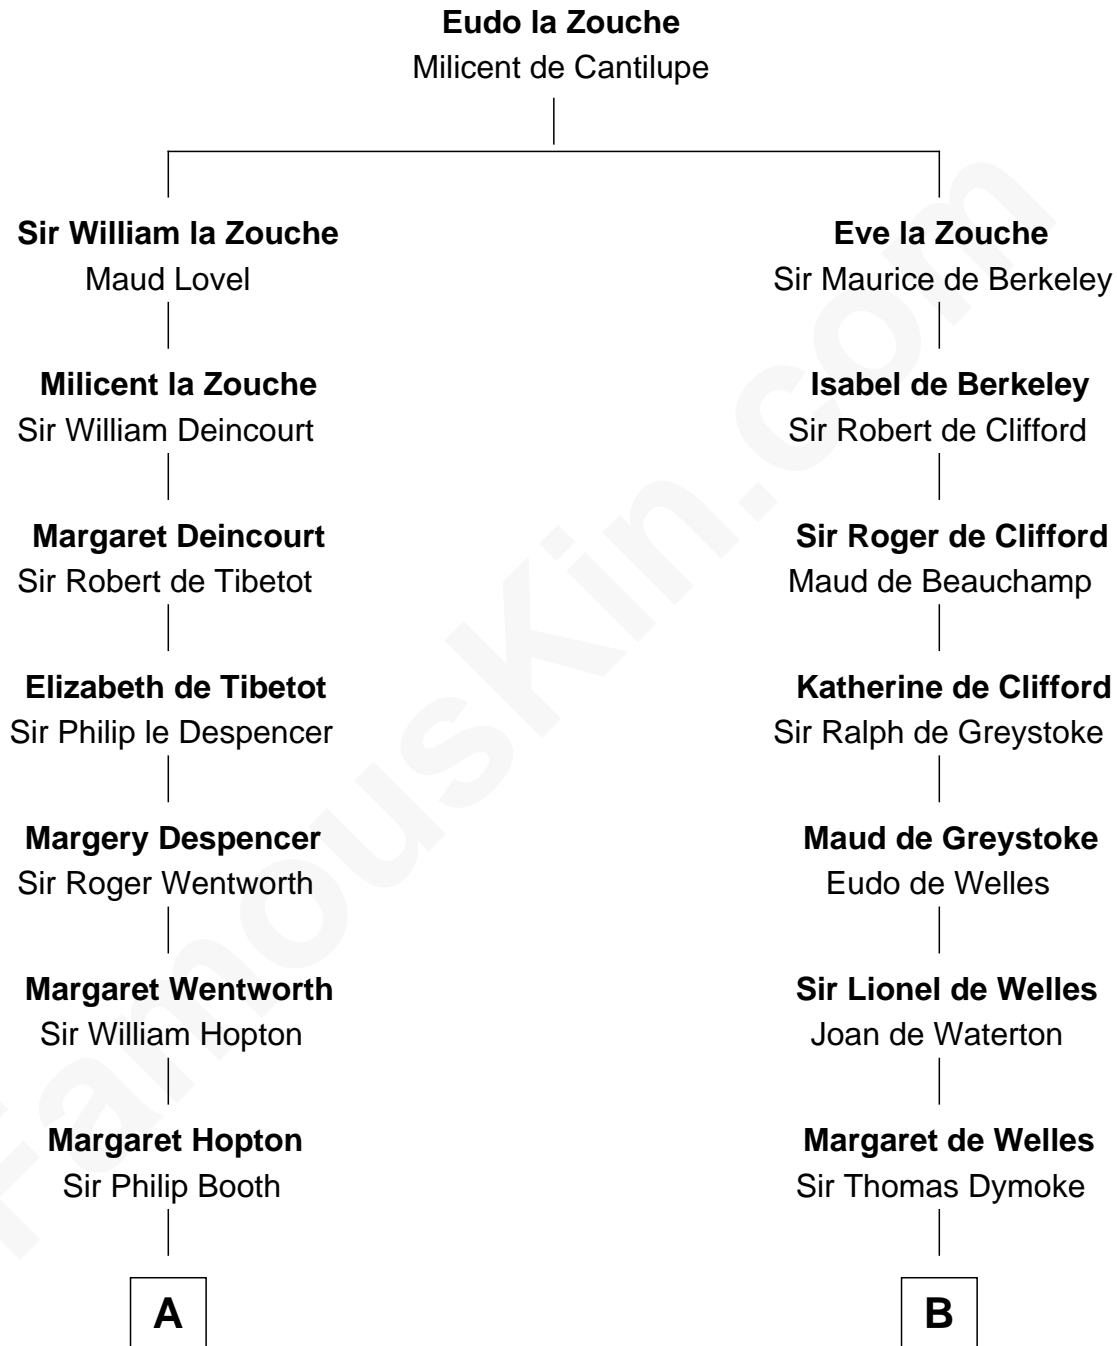 Eudo la Zouche
Milicent de Cantilupe
Sir William la Zouche
Maud Lovel
Eve la Zouche
Sir Maurice de Berkeley
Milicent la Zouche
Sir William Deincourt
Isabel de Berkeley
Sir Robert de Clifford
Margaret Deincourt
Sir Robert de Tibetot
Sir Roger de Clifford
Maud de Beauchamp
Elizabeth de Tibetot
Sir Philip le Despencer
Katherine de Clifford
Sir Ralph de Greystoke
Margery Despencer
Sir Roger Wentworth
Maud de Greystoke
Eudo de Welles
Margaret Wentworth
Sir William Hopton
Sir Lionel de Welles
Joan de Waterton
Margaret Hopton
Sir Philip Booth
Margaret de Welles
Sir Thomas Dymoke
A
B
FamousKin.com